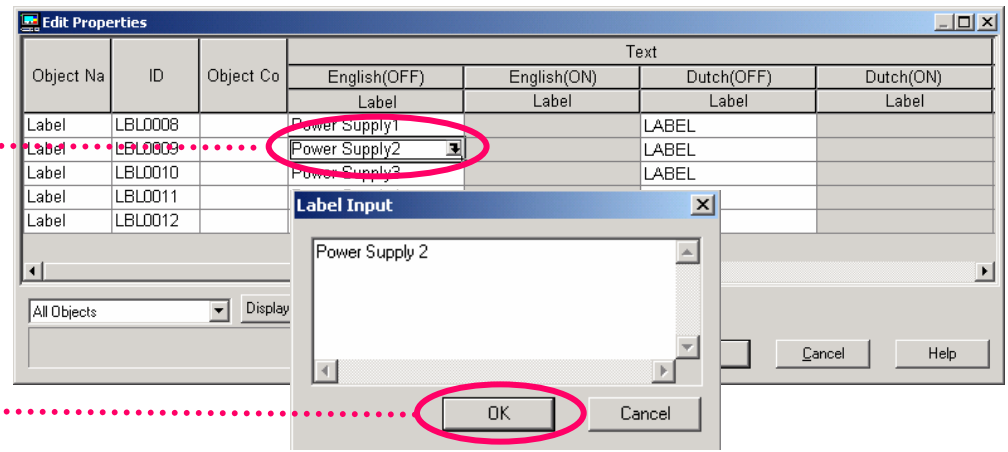 Edit Properties
Object Na ID Object Co Text
English(OFF) English(ON) Dutch(OFF) Dutch(ON)
Label Label Label Label
Label LBL0008 Power Supply1 LABEL
Label LBL0009 Power Supply2 LABEL
Label LBL0010 Power Supply3 LABEL
Label LBL0011
Label LBL0012
All Objects Display
Cancel Help
Label Input
Power Supply 2
OK Cancel